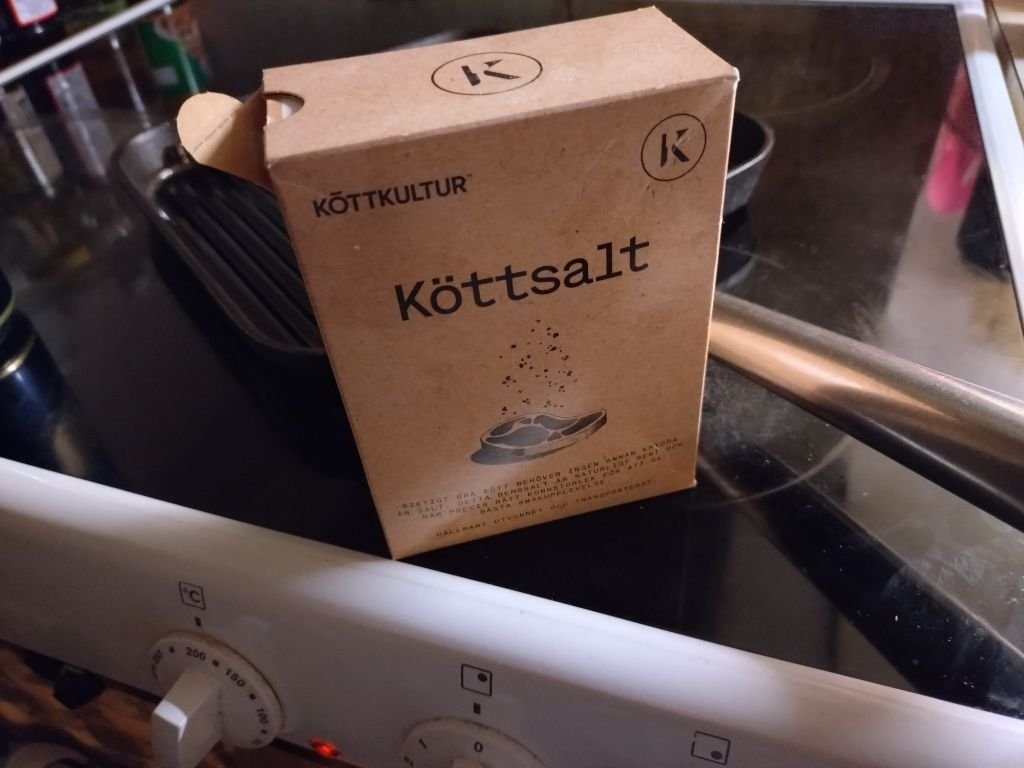 K
K
KÖTTKULTUR™
Köttsalt
RIKTIGT BRA KÖTT BEHÖVER INGEN ANNAN KRYDDA
ÄN SALT. DETTA BERGSALT ÄR NATURLIGT RENT OCH
HAR PRECIS RÄTT KORNSTORLEK FÖR ATT GE
BÄSTA SMAKUPPLEVELSE.
HÅLLBART UTVUNNET OCH TRANSPORTERAT.
°C
200
150
100
1
0